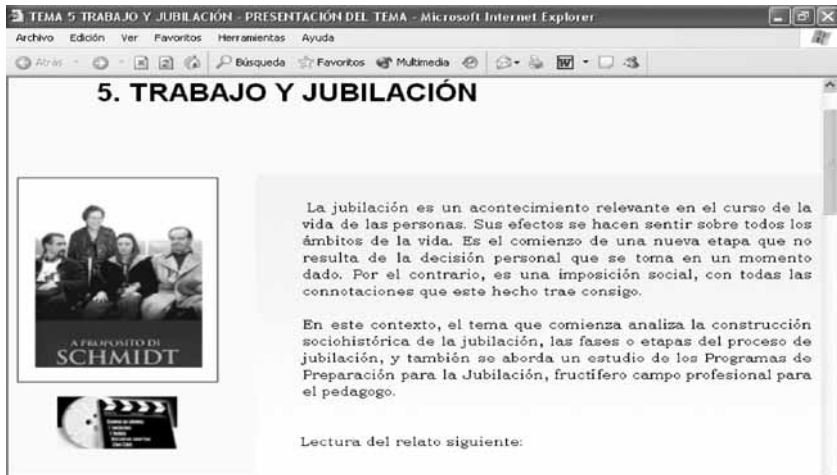 TEMA 5 TRABAJO Y JUBILACIÓN - PRESENTACIÓN DEL TEMA - Microsoft Internet Explorer
Archivo Edición Ver Favoritos Herramientas Ayuda
Atrás Búsqueda Favoritos Multimedia
5. TRABAJO Y JUBILACIÓN
La jubilación es un acontecimiento relevante en el curso de la
vida de las personas. Sus efectos se hacen sentir sobre todos los
ámbitos de la vida. Es el comienzo de una nueva etapa que no
resulta de la decisión personal que se toma en un momento
dado. Por el contrario, es una imposición social, con todas las
connotaciones que este hecho trae consigo.
En este contexto, el tema que comienza analiza la construcción
sociohistórica de la jubilación, las fases o etapas del proceso de
jubilación, y también se aborda un estudio de los Programas de
Preparación para la Jubilación, fructífero campo profesional para
el pedagogo.
Lectura del relato siguiente:
A PROPOSITO DI
SCHMIDT